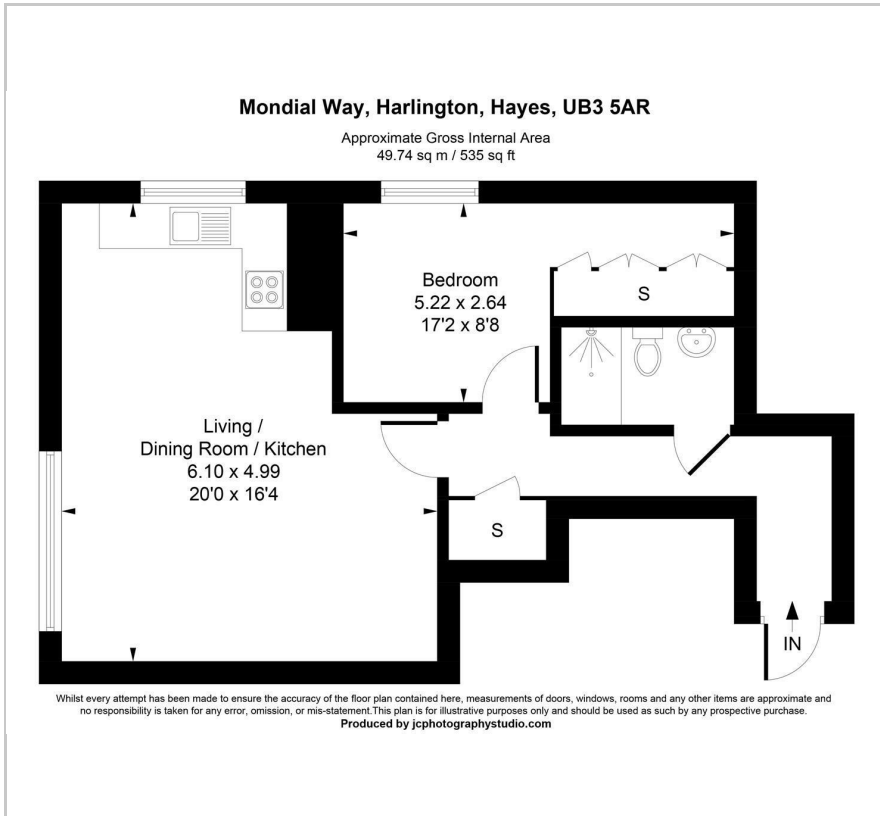 Mondial Way, Harlington, Hayes, UB3 5AR
Approximate Gross Internal Area
49.74 sq m / 535 sq ft
Bedroom
5.22 x 2.64
17'2 x 8'8
S
Living /
Dining Room / Kitchen
6.10 x 4.99
20'0 x 16'4
S
IN
Whilst every attempt has been made to ensure the accuracy of the floor plan contained here, measurements of doors, windows, rooms and any other items are approximate and
no responsibility is taken for any error, omission, or mis-statement.This plan is for illustrative purposes only and should be used as such by any prospective purchase.
Produced by jcphotographystudio.com